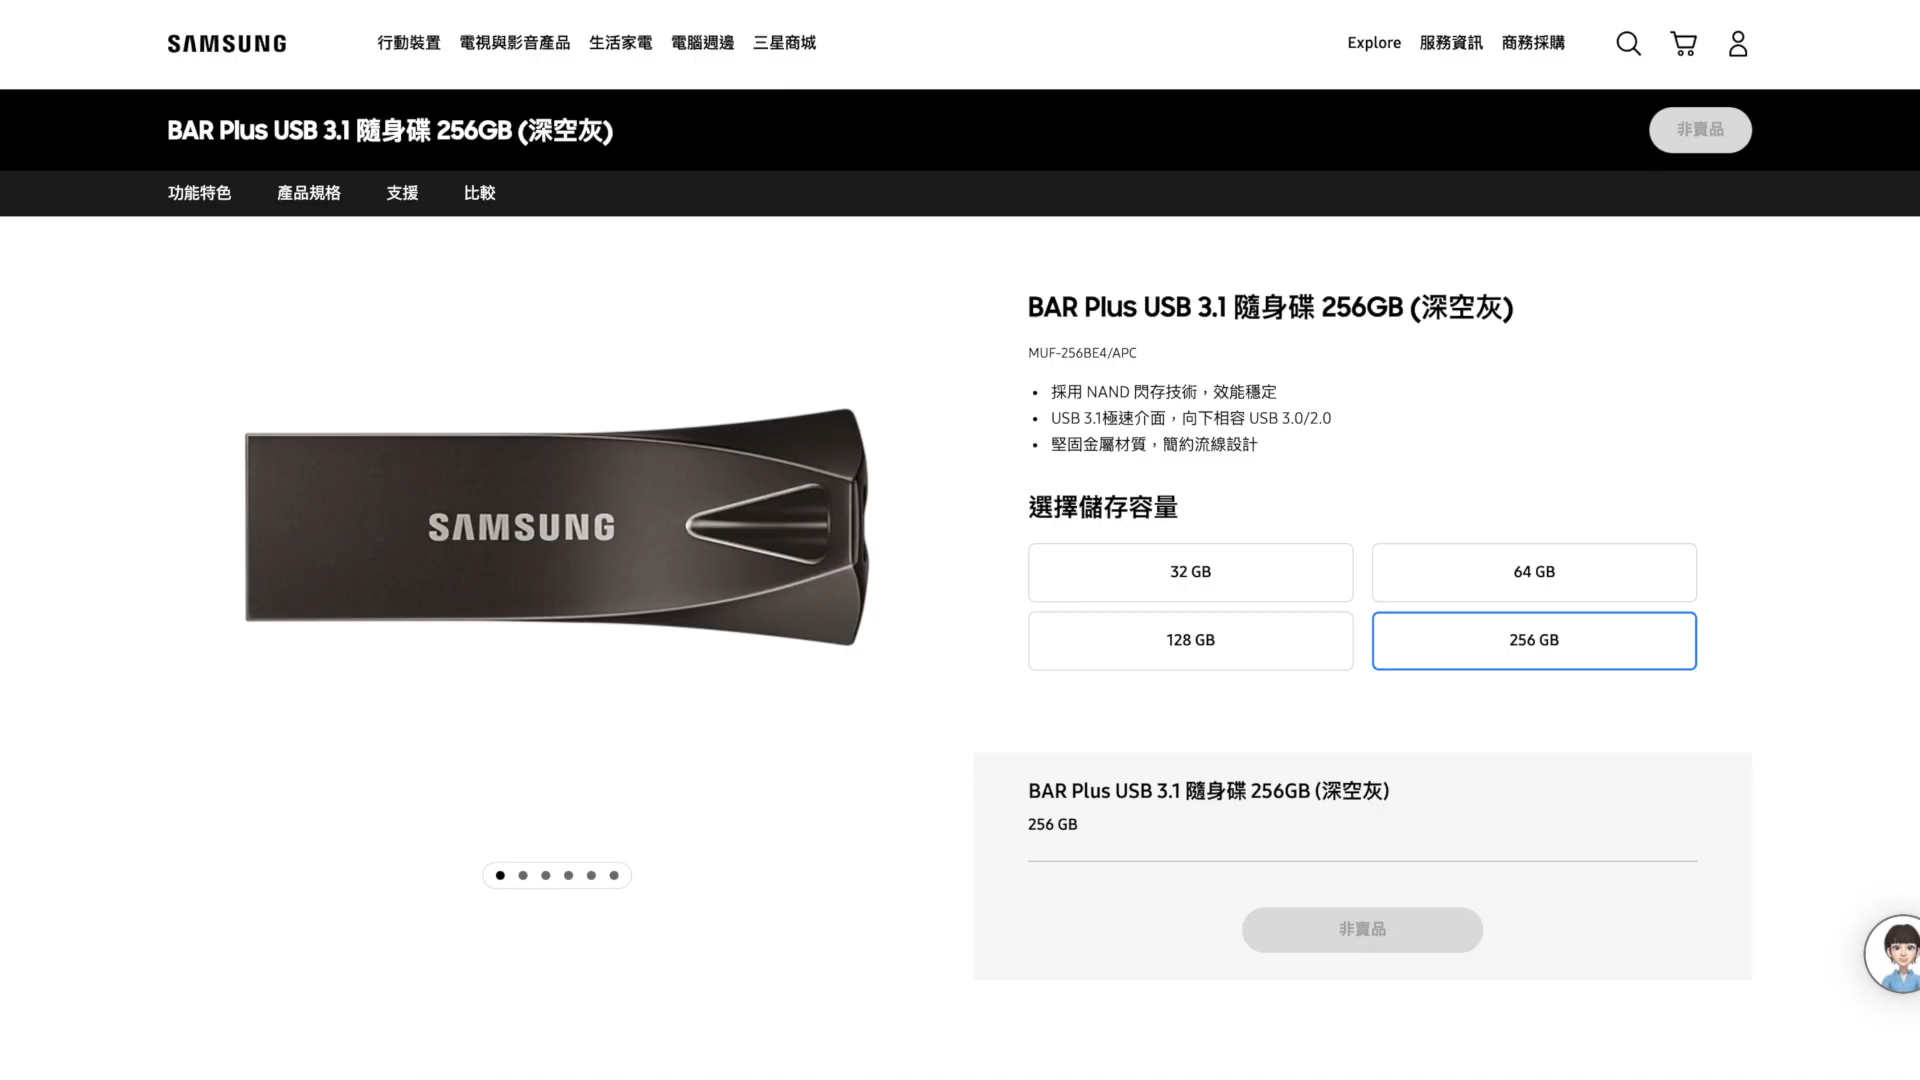 SAMSUNG
行動裝置 電視與影音產品 生活家電 電腦週邊 三星商城
Explore 服務資訊 商務採購
BAR Plus USB 3.1 隨身碟 256GB (深空灰)
非賣品
功能特色 產品規格 支援 比較
SAMSUNG
BAR Plus USB 3.1 隨身碟 256GB (深空灰)
MUF-256BE4/APC
• 採用 NAND 閃存技術，效能穩定
• USB 3.1極速介面，向下相容 USB 3.0/2.0
• 堅固金屬材質，簡約流線設計
選擇儲存容量
32 GB
64 GB
128 GB
256 GB
BAR Plus USB 3.1 隨身碟 256GB (深空灰)
256 GB
非賣品